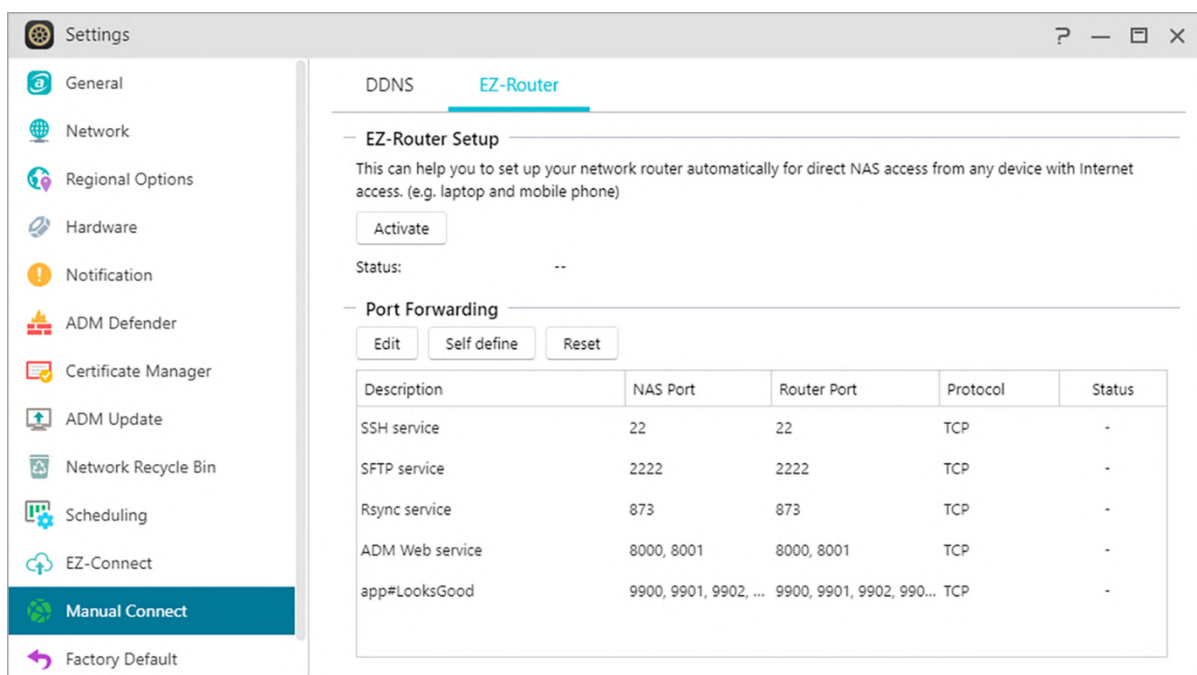 Settings
General
Network
Regional Options
Hardware
Notification
ADM Defender
Certificate Manager
ADM Update
Network Recycle Bin
Scheduling
EZ-Connect
Manual Connect
Factory Default
DDNS EZ-Router
EZ-Router Setup
This can help you to set up your network router automatically for direct NAS access from any device with Internet
access. (e.g. laptop and mobile phone)
Activate
Status: --
Port Forwarding
Edit Self define Reset
Description NAS Port Router Port Protocol Status
SSH service 22 22 TCP -
SFTP service 2222 2222 TCP -
Rsync service 873 873 TCP -
ADM Web service 8000, 8001 8000, 8001 TCP -
app#LooksGood 9900, 9901, 9902, ... 9900, 9901, 9902, 990... TCP -